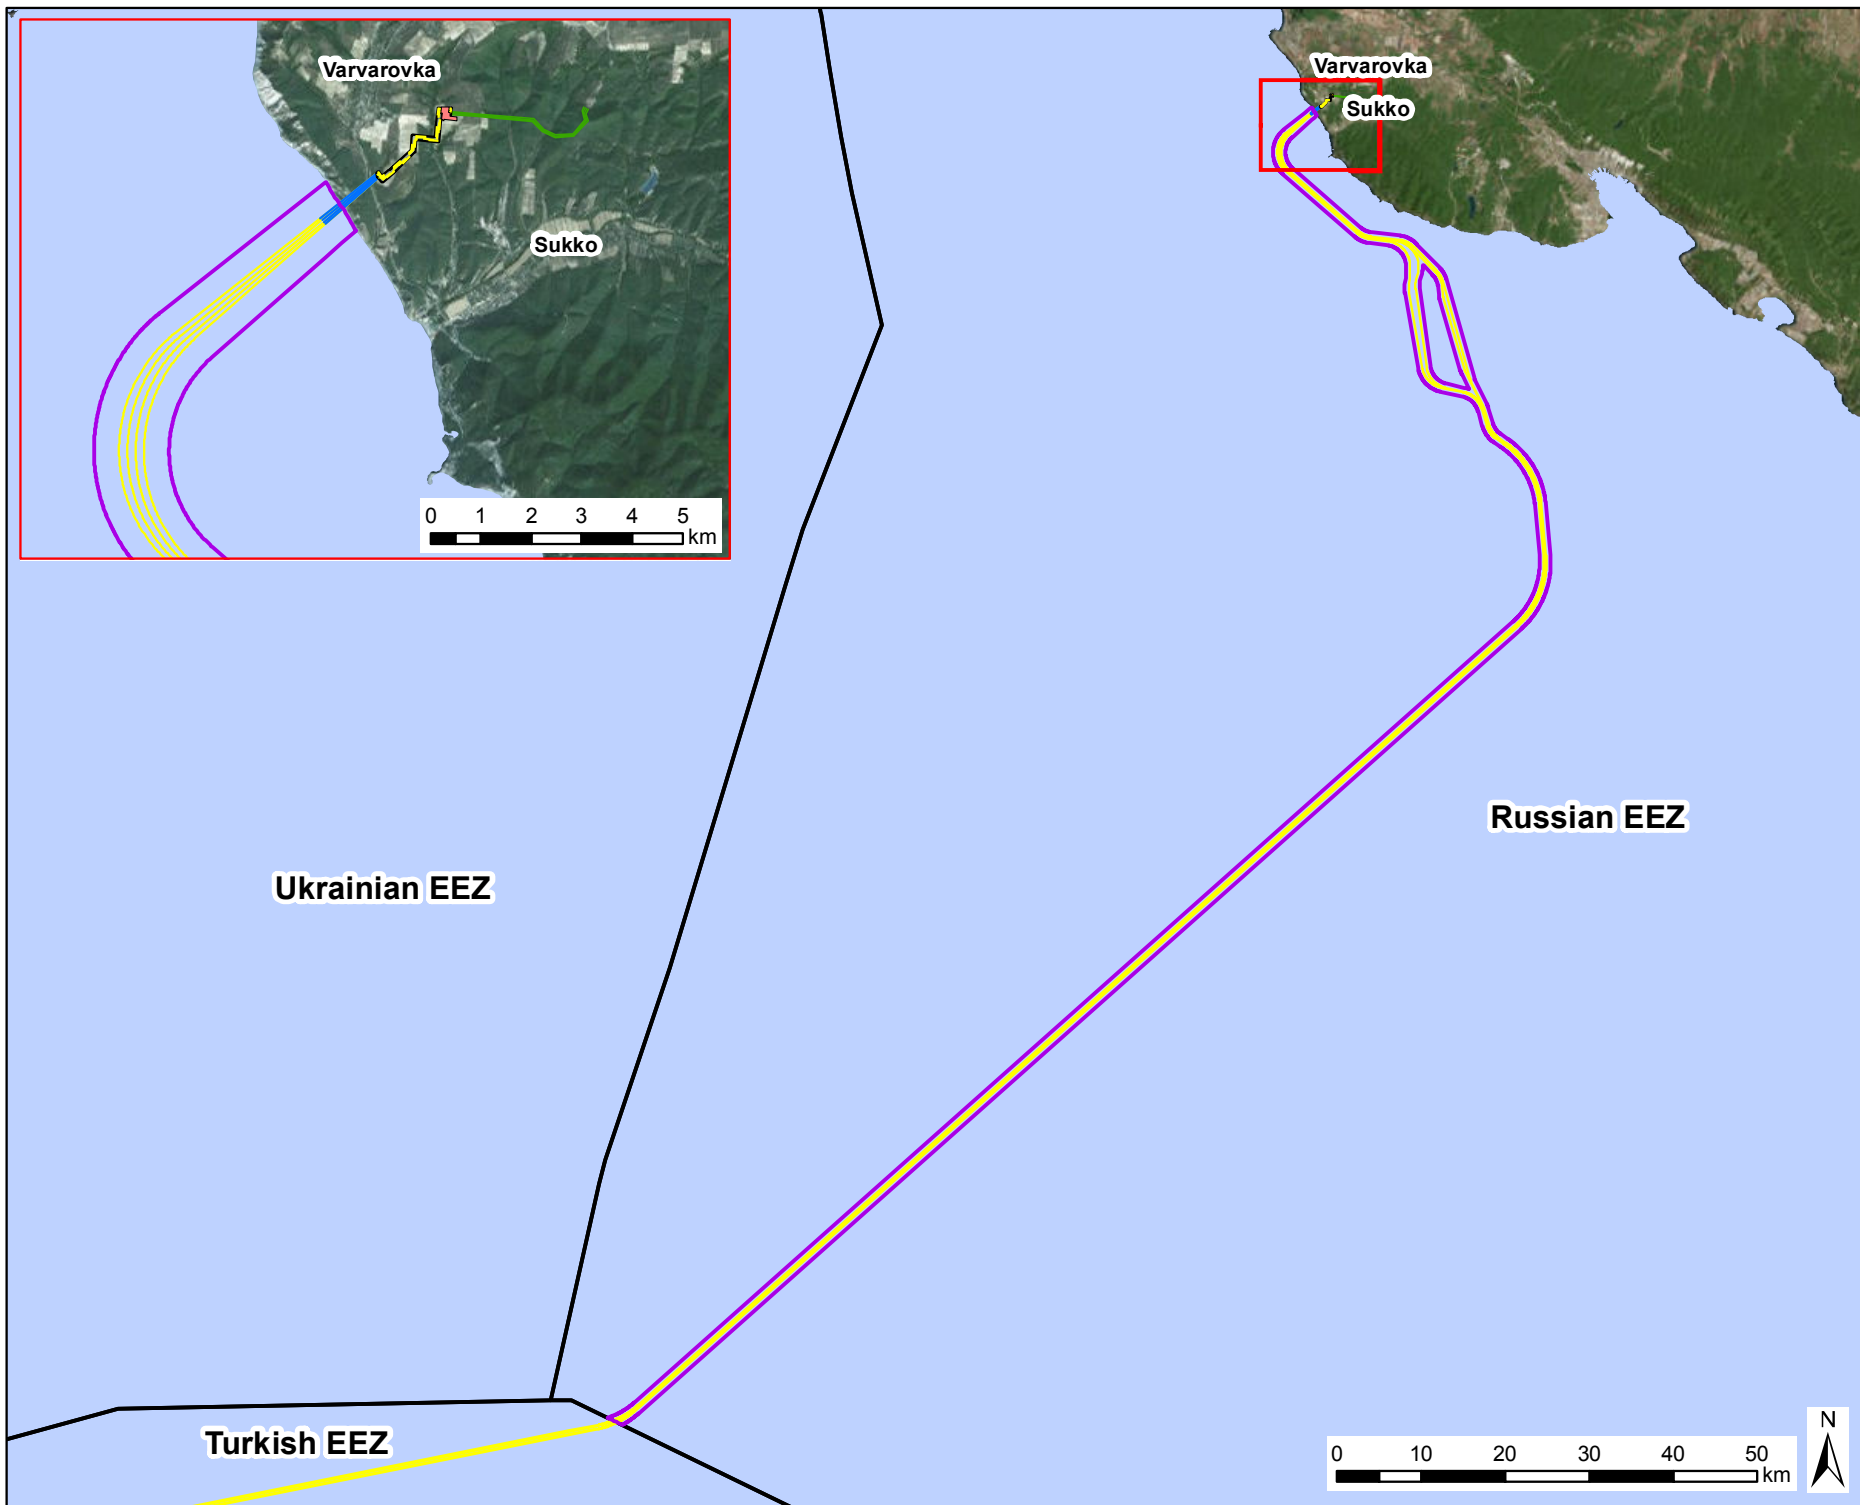 Varvarovka
Sukko
0 1 2 3 4 5
km
Varvarovka
Sukko
Russian EEZ
Ukrainian EEZ
Turkish EEZ
0 10 20 30 40 50
km
N